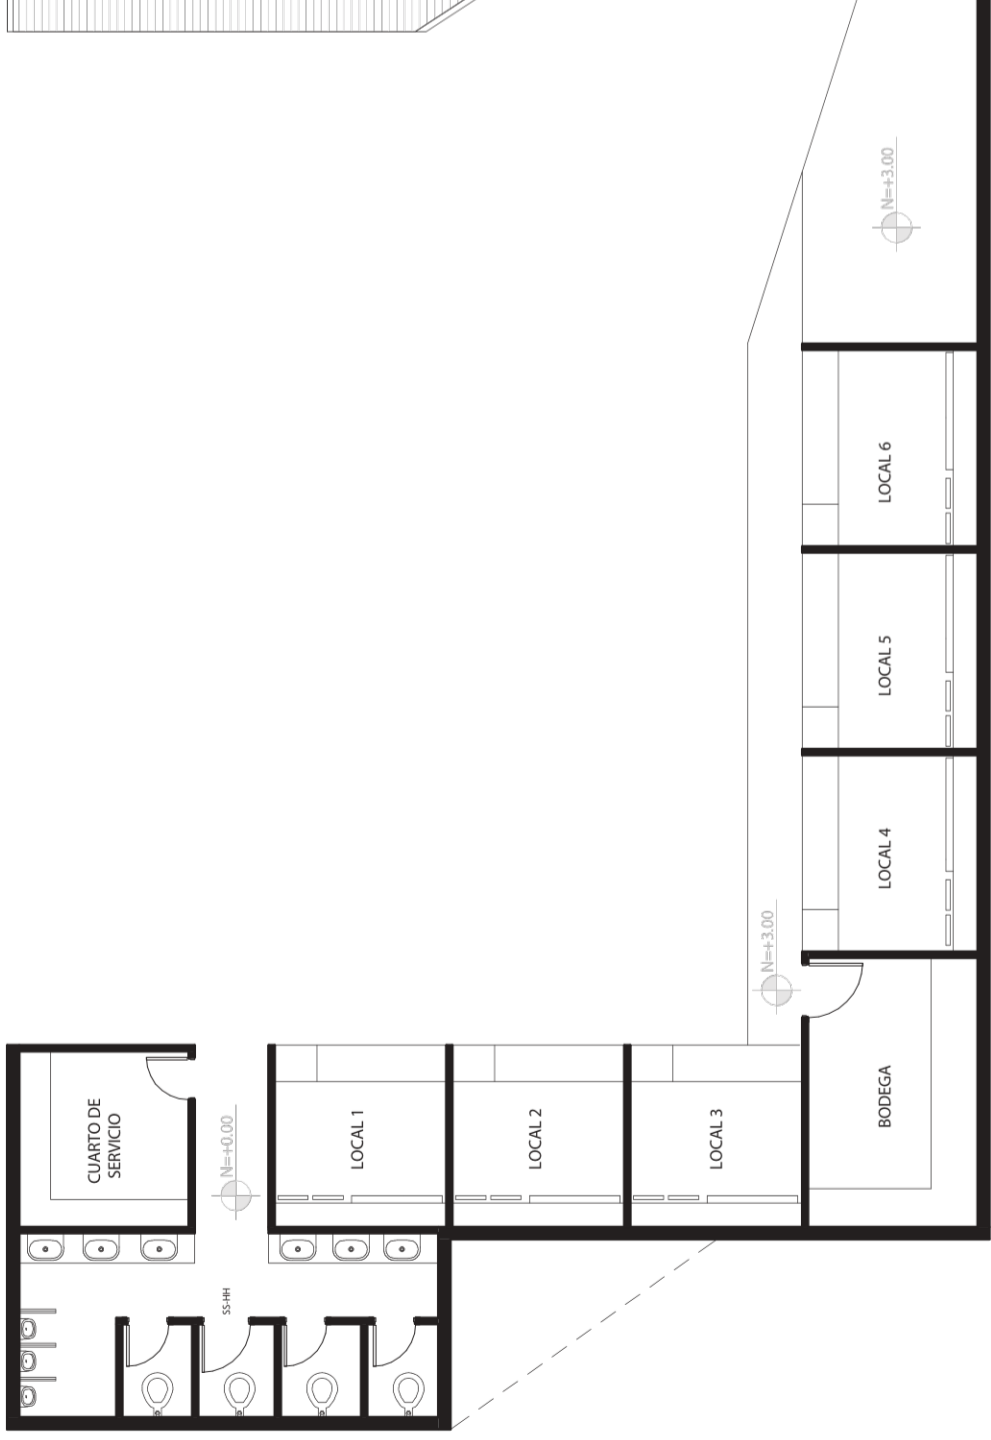 N=+3.00
LOCAL 6
LOCAL 5
LOCAL 4
N=+3.00
BODEGA
CUARTO DE
SERVICIO
N=+0.00
LOCAL 1
LOCAL 2
LOCAL 3
SS-HH